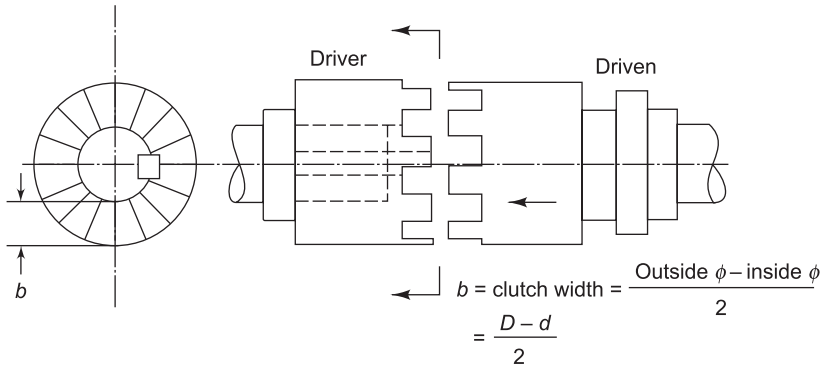 Driver
Driven
b
b = clutch width = Outside ϕ – inside ϕ / 2
= D – d / 2